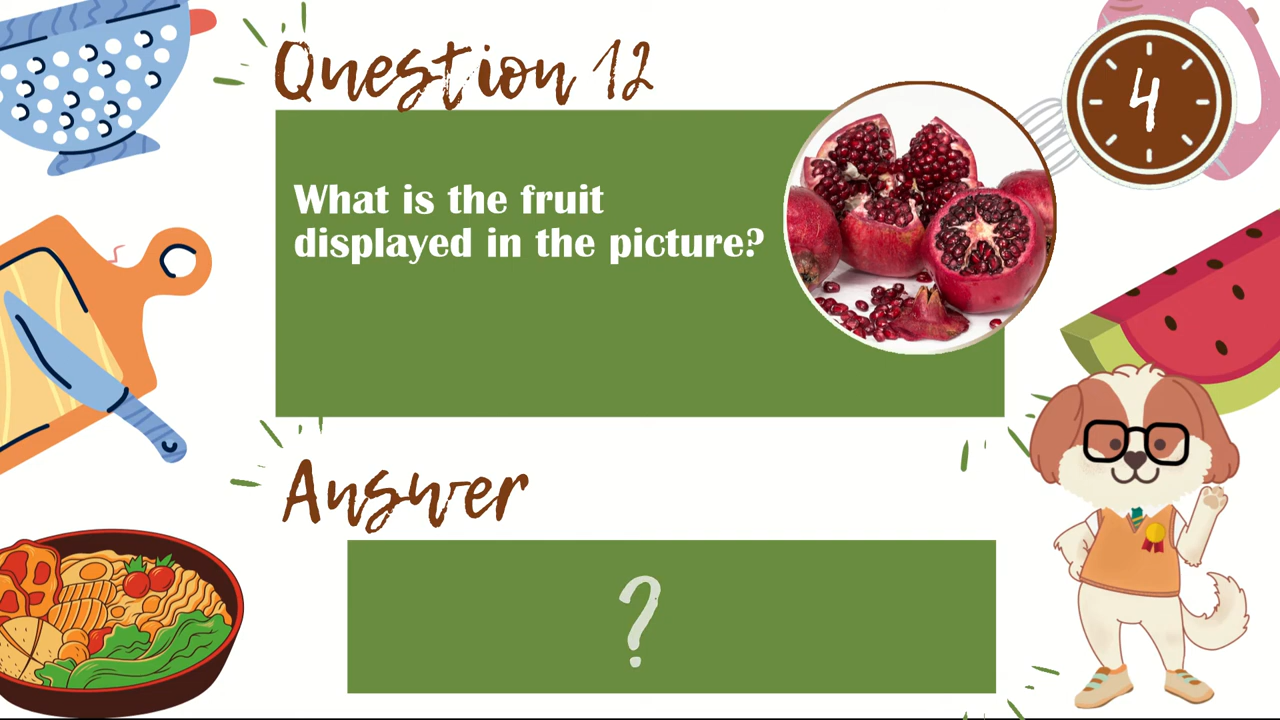 Question 12
4
What is the fruit
displayed in the picture?
Answer
?